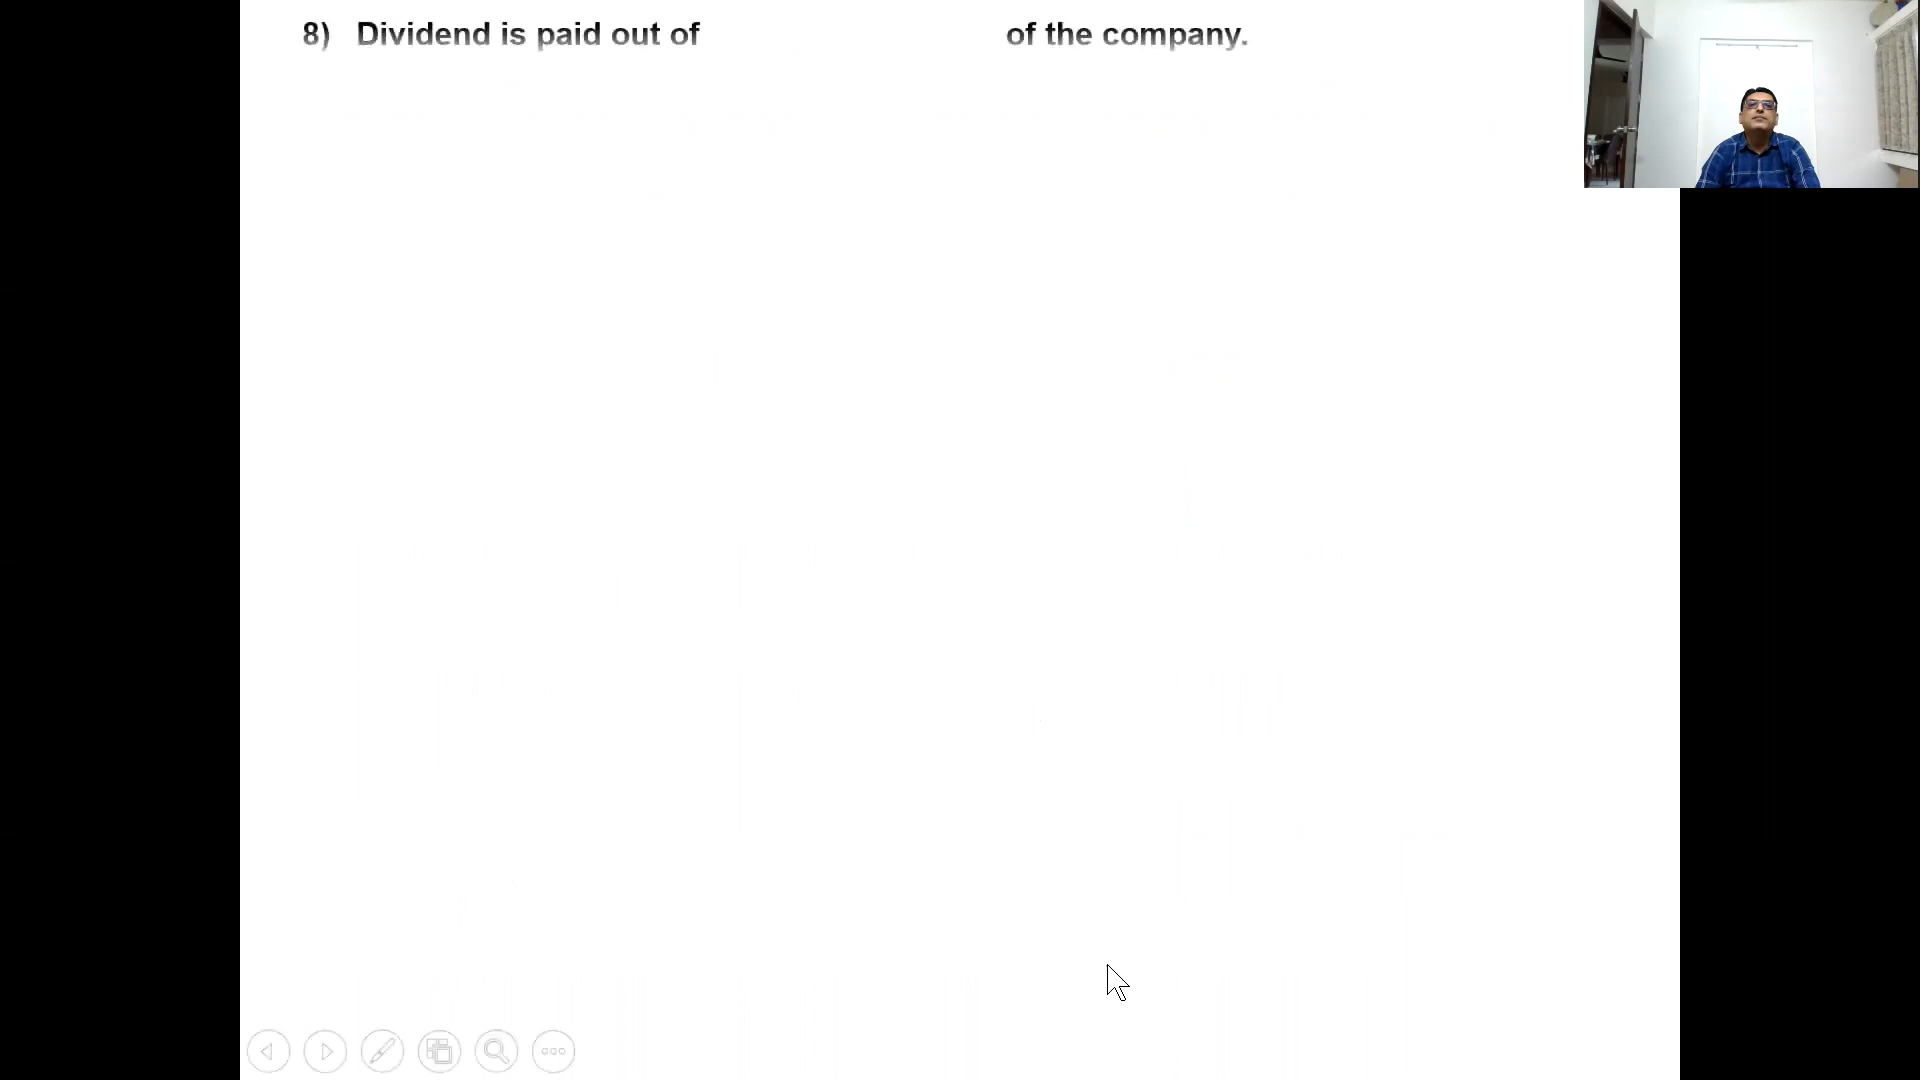 8) Dividend is paid out of of the company.